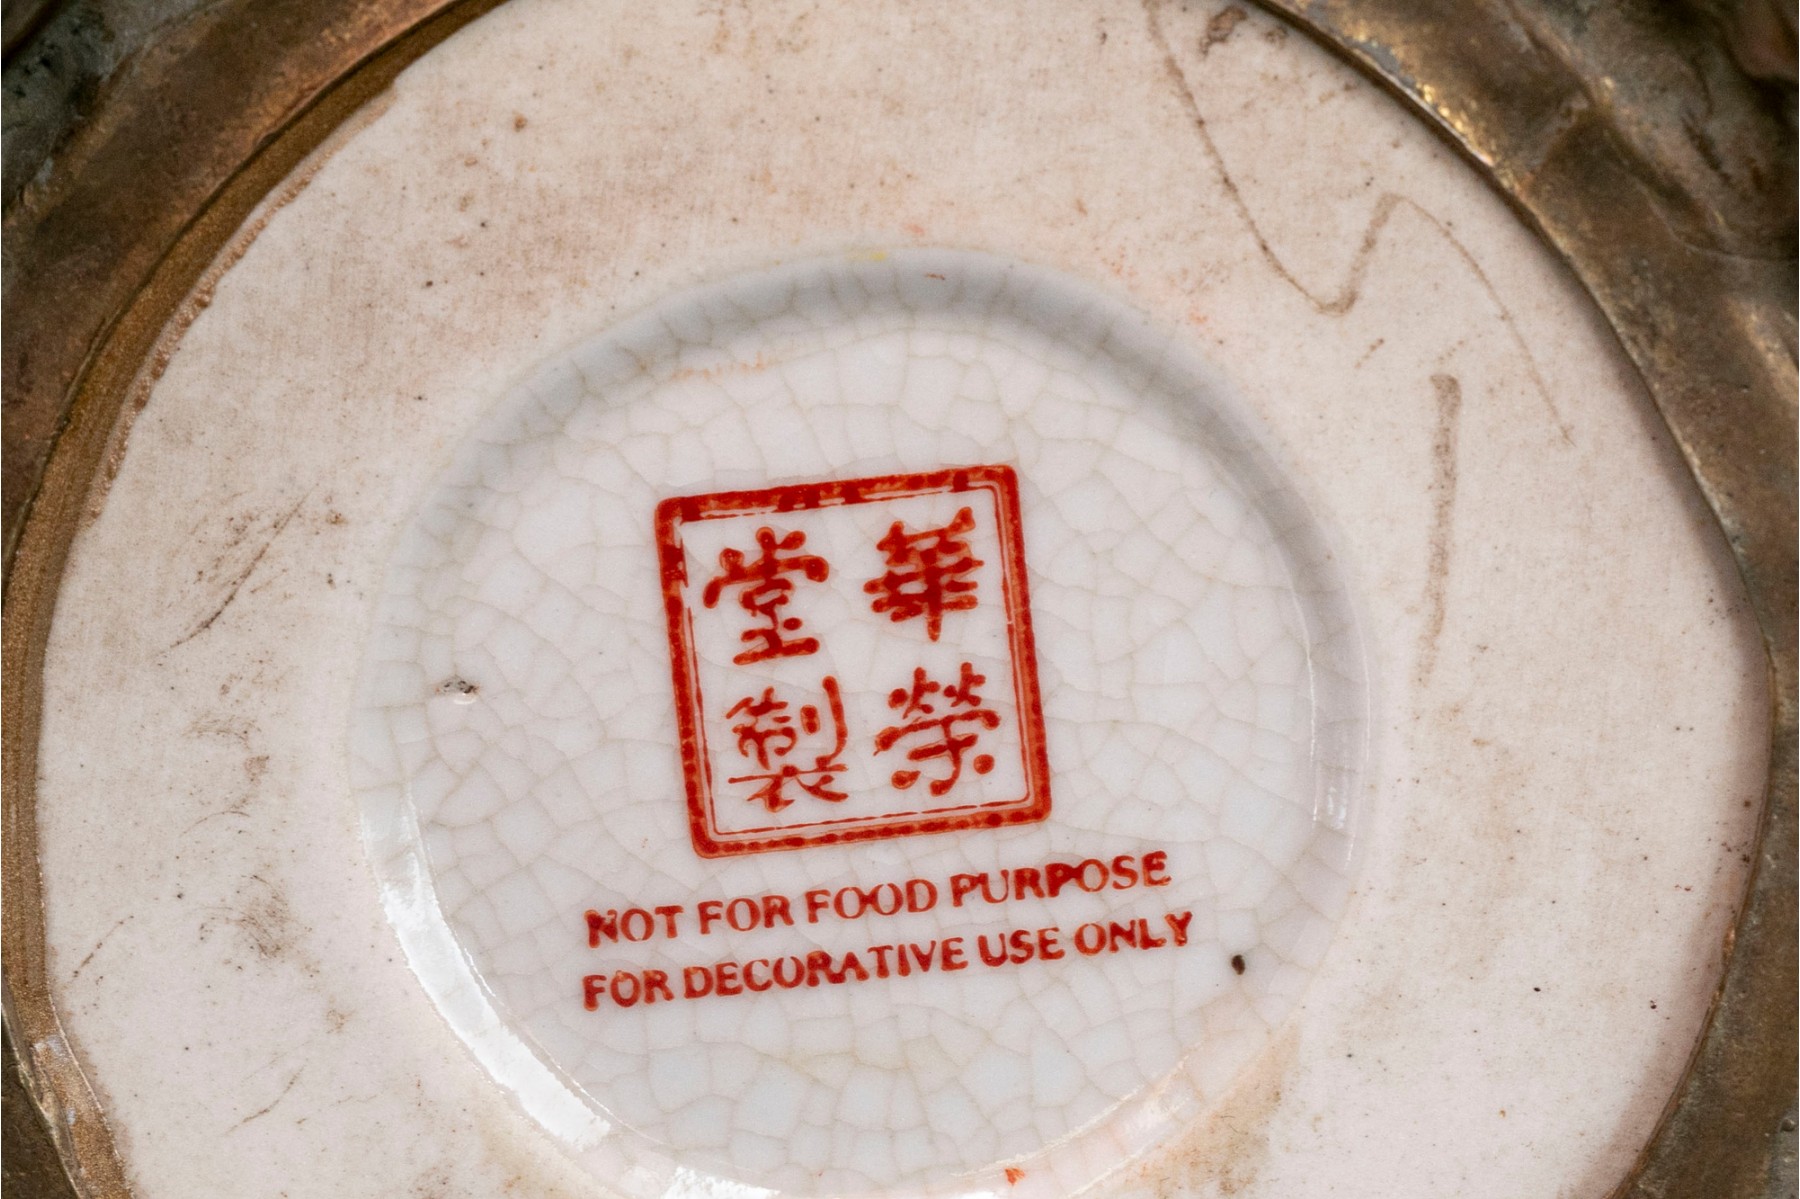 華榮
堂製
NOT FOR FOOD PURPOSE
FOR DECORATIVE USE ONLY